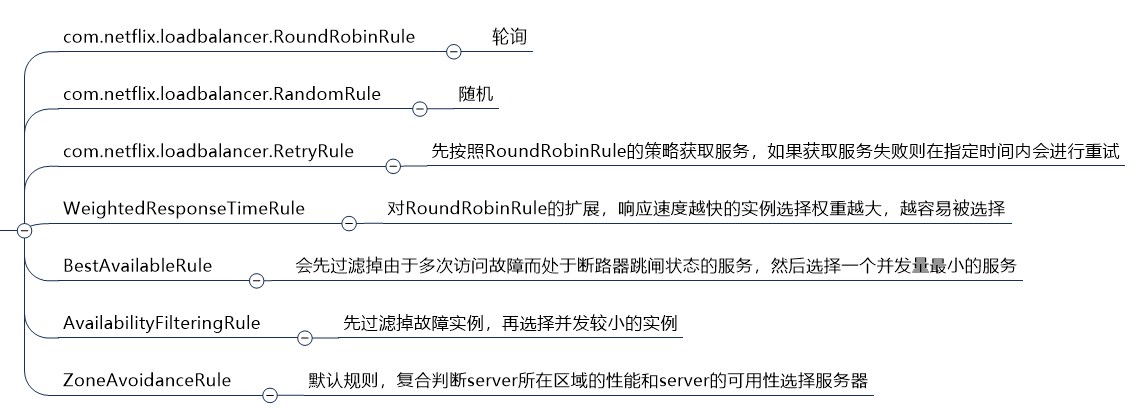 com.netflix.loadbalancer.RoundRobinRule 轮询
com.netflix.loadbalancer.RandomRule 随机
com.netflix.loadbalancer.RetryRule 先按照RoundRobinRule的策略获取服务，如果获取服务失败则在指定时间内会进行重试
WeightedResponseTimeRule 对RoundRobinRule的扩展，响应速度越快的实例选择权重越大，越容易被选择
BestAvailableRule 会先过滤掉由于多次访问故障而处于断路器跳闸状态的服务，然后选择一个并发量最小的服务
AvailabilityFilteringRule 先过滤掉故障实例，再选择并发较小的实例
ZoneAvoidanceRule 默认规则，复合判断server所在区域的性能和server的可用性选择服务器